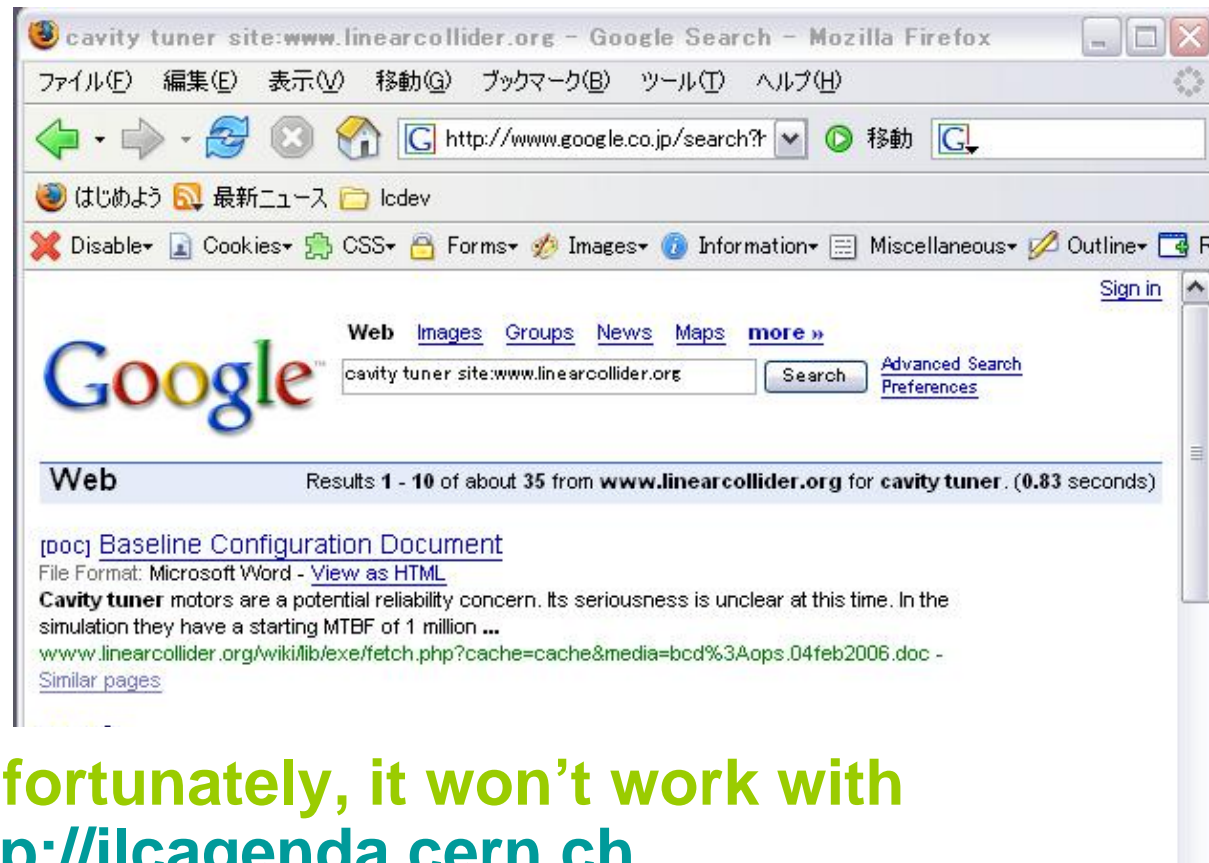 cavity tuner site:www.linearcollider.org - Google Search - Mozilla Firefox
ファイル(F) 編集(E) 表示(V) 移動(G) ブックマーク(B) ツール(T) ヘルプ(H)
http://www.google.co.jp/search?h 移動
はじめよう 最新ニュース lcdev
Disable Cookies CSS Forms Images Information Miscellaneous Outline
Sign in
Web Images Groups News Maps more »
Google
cavity tuner site:www.linearcollider.org Search Advanced Search
Preferences
Web Results 1 - 10 of about 35 from www.linearcollider.org for cavity tuner. (0.83 seconds)
[DOC] Baseline Configuration Document
File Format: Microsoft Word - View as HTML
Cavity tuner motors are a potential reliability concern. Its seriousness is unclear at this time. In the
simulation they have a starting MTBF of 1 million ...
www.linearcollider.org/wiki/lib/exe/fetch.php?cache=cache&media=bcd%3Aops.04feb2006.doc -
Similar pages
fortunately, it won't work with
p://ilcagenda.cern.ch